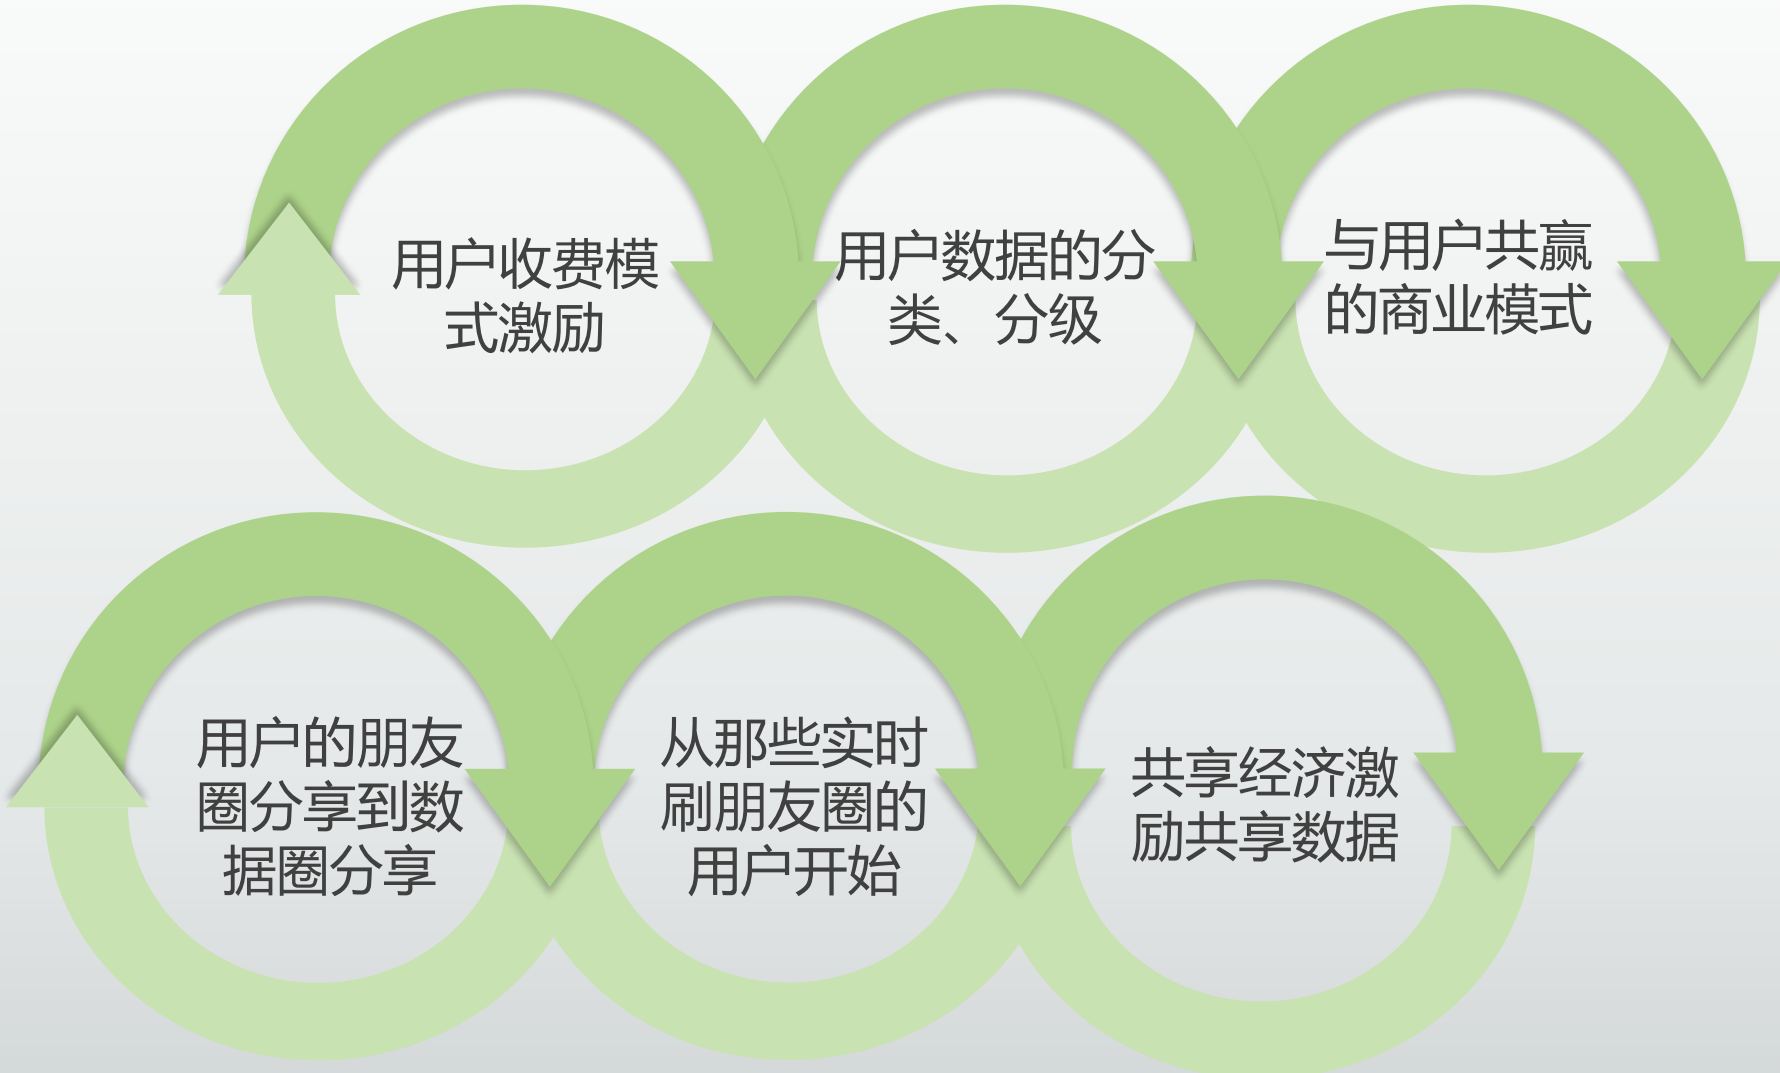 用户收费模
式激励
用户数据的分
类、分级
与用户共赢
的商业模式
用户的朋友
圈分享到数
据圈分享
从那些实时
刷朋友圈的
用户开始
共享经济激
励共享数据